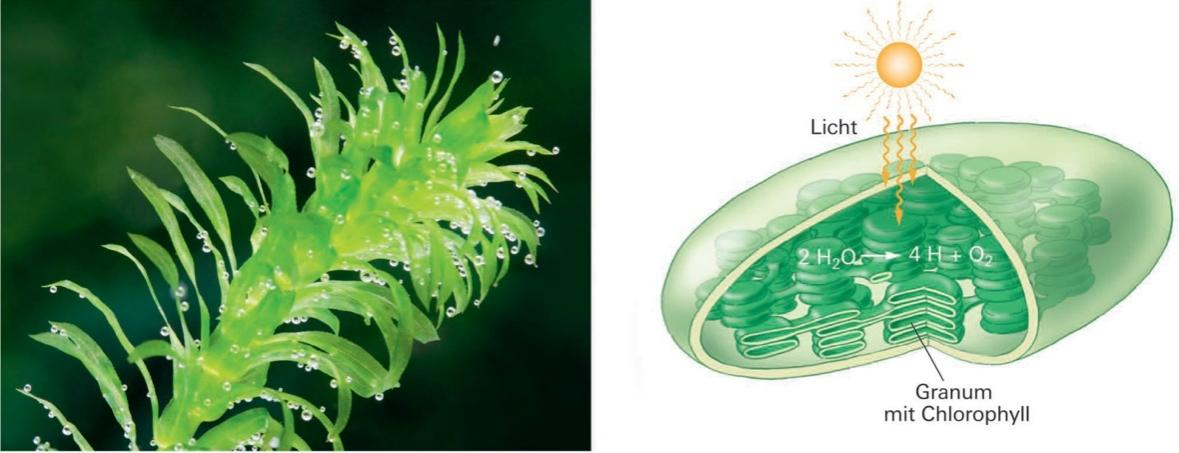 Licht
2 H₂O → 4 H + O₂
Granum
mit Chlorophyll